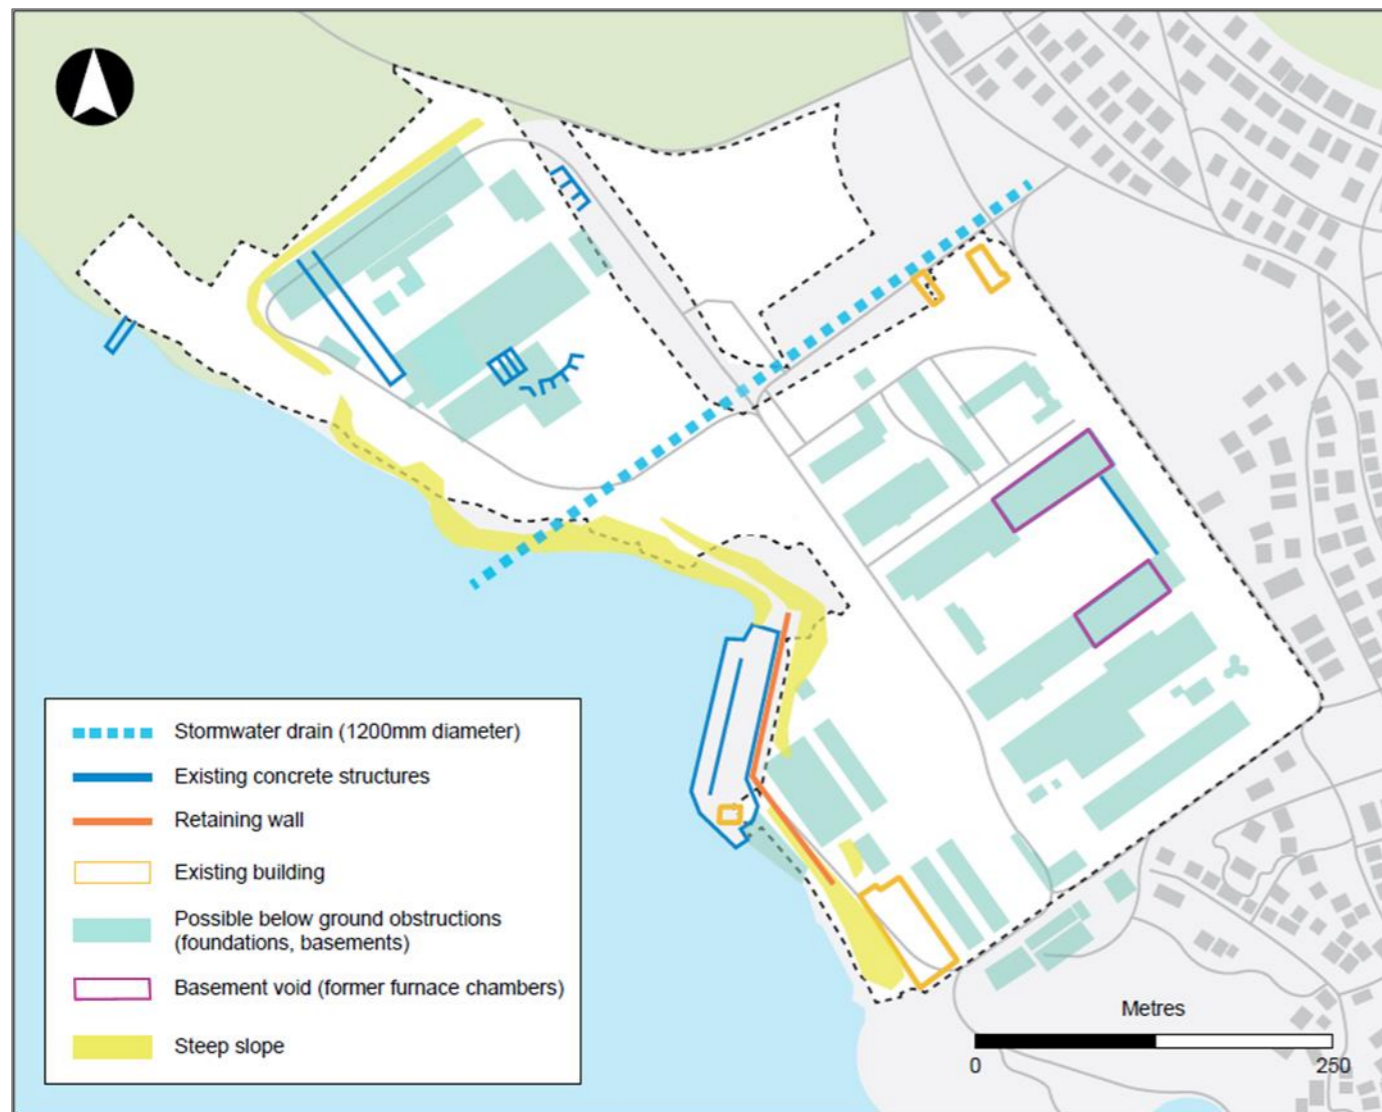 Stormwater drain (1200mm diameter)
Existing concrete structures
Retaining wall
Existing building
Possible below ground obstructions
(foundations, basements)
Basement void (former furnace chambers)
Steep slope
Metres
0 250